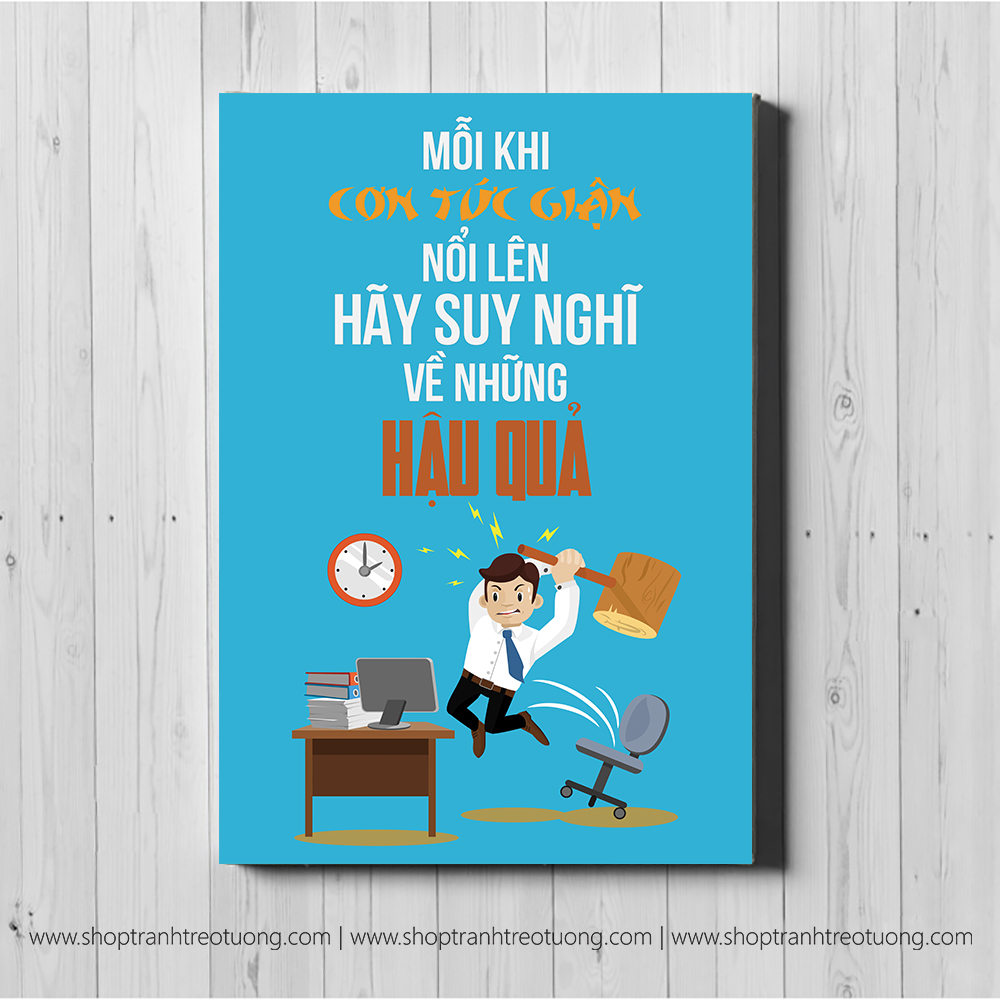 MỖI KHI
CƠN TỨC GIẬN
NỔI LÊN
HÃY SUY NGHĨ
VỀ NHỮNG
HẬU QUẢ
www.shoptranhtreotuong.com | www.shoptranhtreotuong.com | www.shoptranhtreotuong.com